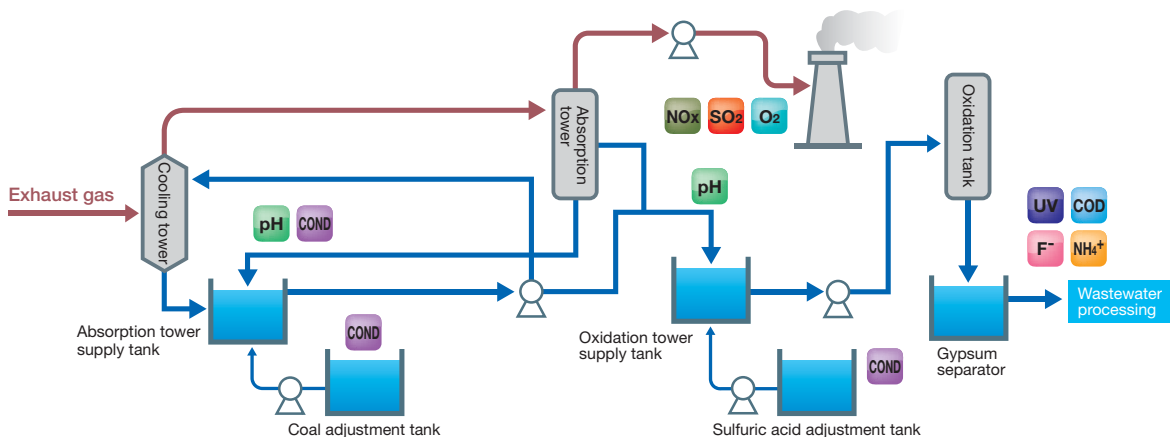 Absorption
tower
Oxidation tank
NOx SO₂ O₂
Cooling tower
Exhaust gas
pH COND
pH
UV COD
F⁻ NH₄⁺
Wastewater
processing
Absorption tower
supply tank
COND
Oxidation tower
supply tank
COND
Gypsum
separator
Coal adjustment tank
Sulfuric acid adjustment tank